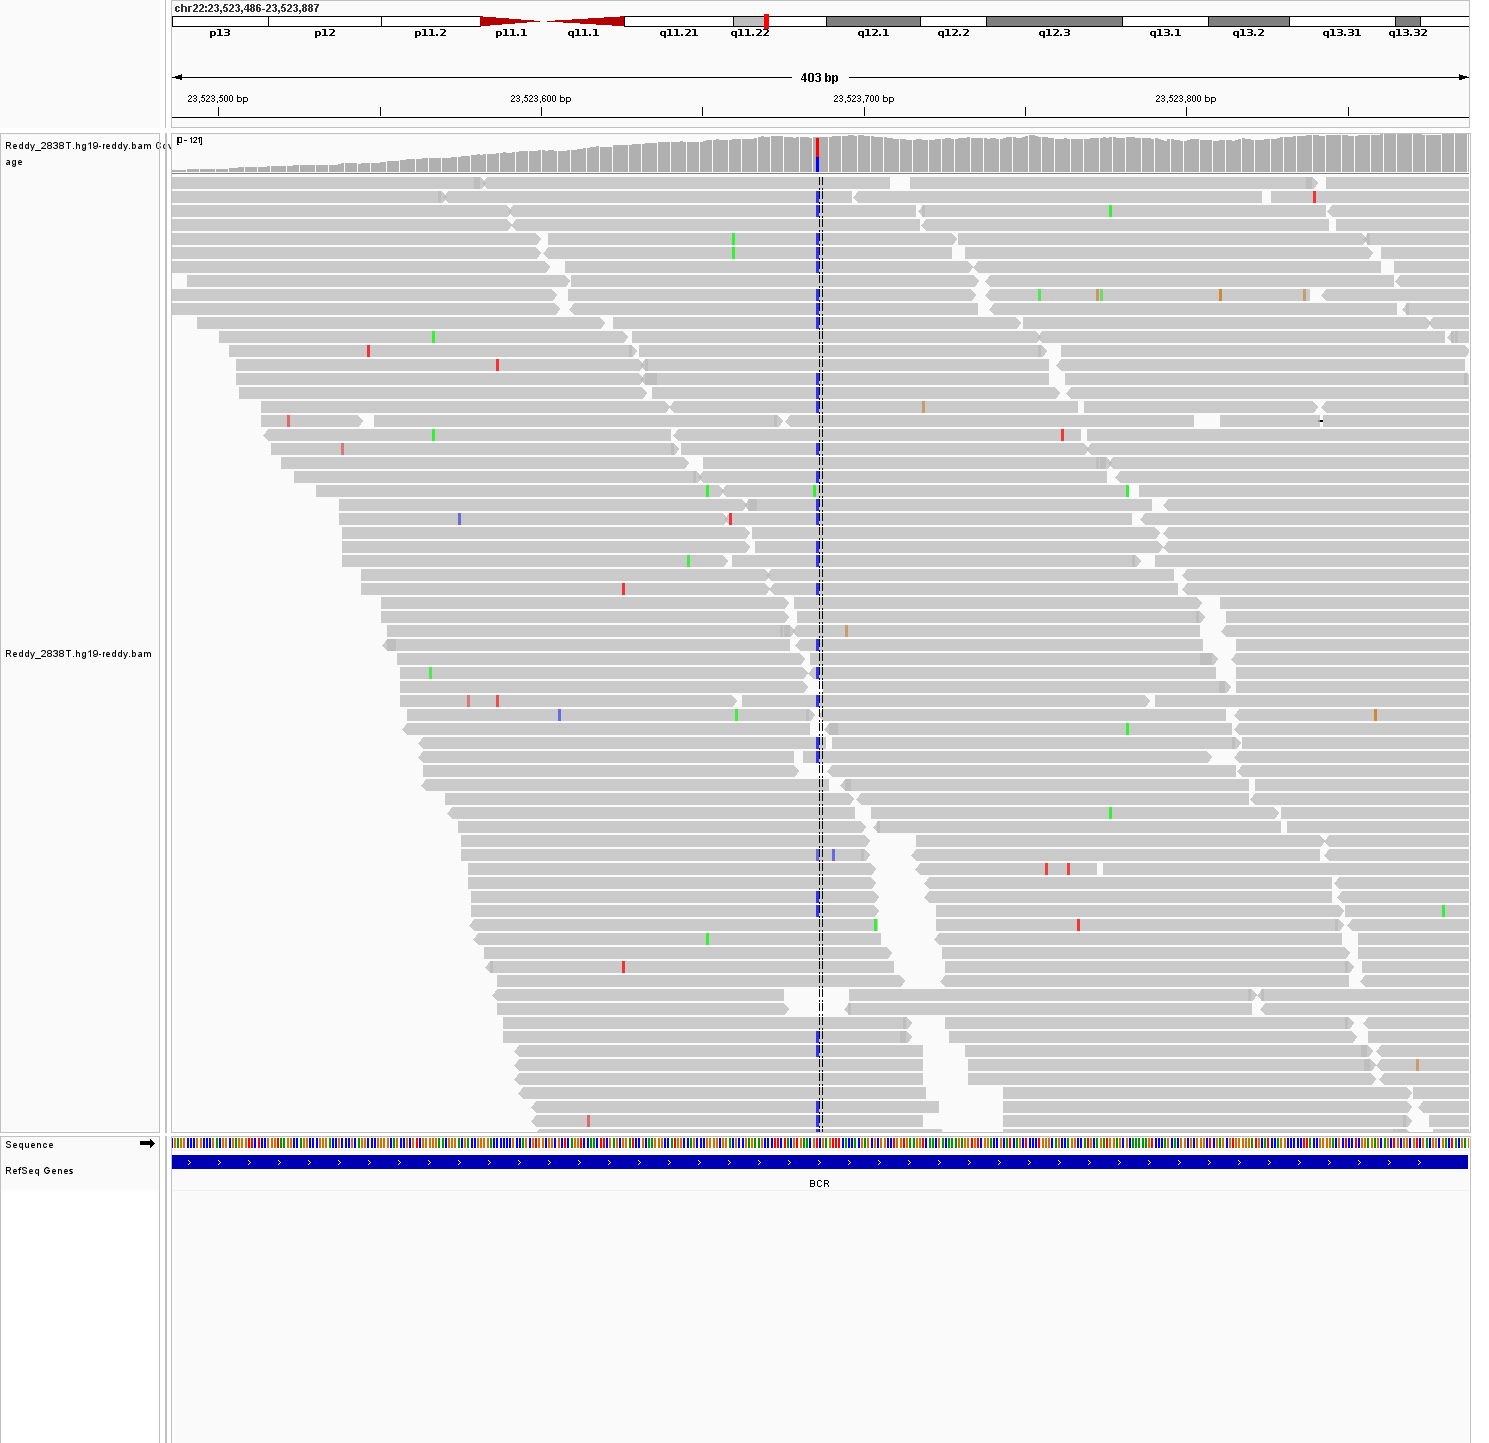 chr22:23,523,486-23,523,887
p13 p12 p11.2 p11.1 q11.1 q11.21 q11.22 q12.1 q12.2 q12.3 q13.1 q13.2 q13.31 q13.32
403 bp
23,523,500 bp 23,523,600 bp 23,523,700 bp 23,523,800 bp
[0 - 121]
Reddy_2838T.hg19-reddy.bam Cov
age
Reddy_2838T.hg19-reddy.bam
Sequence
RefSeq Genes
BCR